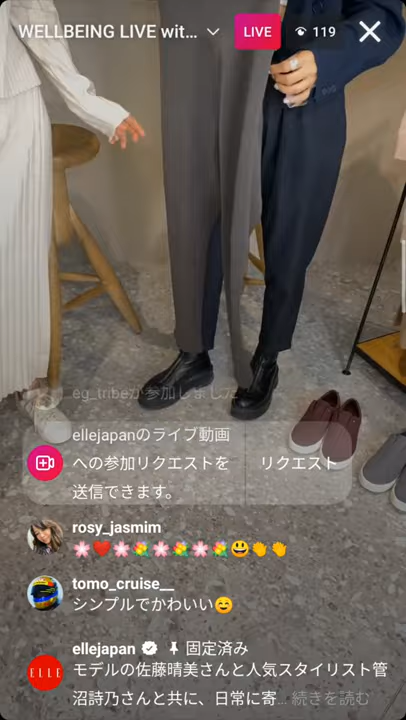 WELLBEING LIVE wit...
LIVE
119
eg_tribeが参加しました
ellejapanのライブ動画
への参加リクエストを
送信できます。
リクエスト
rosy_jasmim
🌸❤️🌸💐🌸💐🌸💐😃👏👏
tomo_cruise__
シンプルでかわいい😊
ellejapan 固定済み
ELLE
モデルの佐藤晴美さんと人気スタイリスト管
沼詩乃さんと共に、日常に寄... 続きを読む